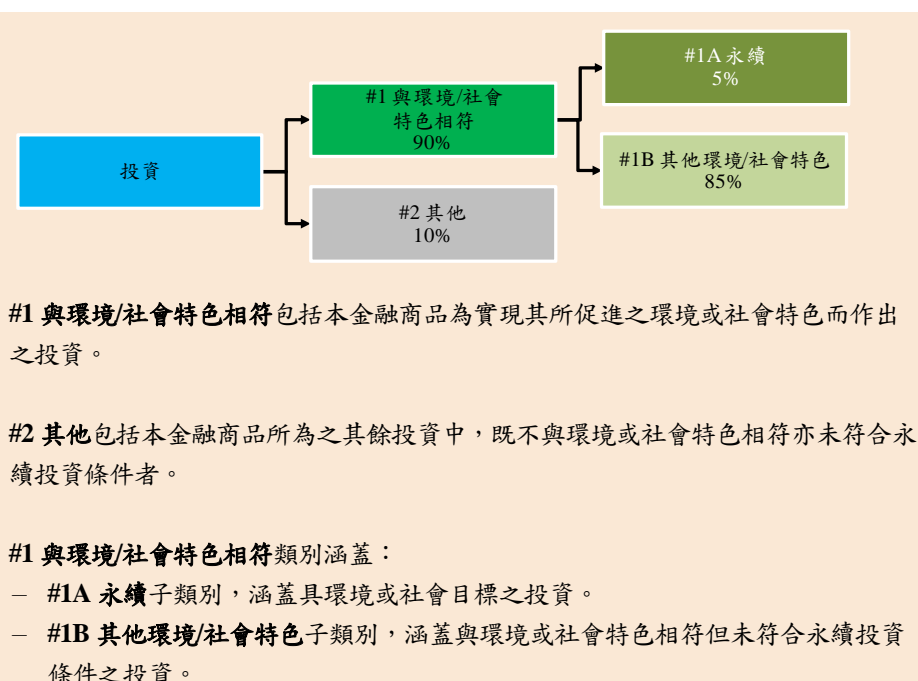 #1A 永續
5%
#1 與環境/社會
特色相符
90%
投資
#1B 其他環境/社會特色
85%
#2 其他
10%
#1 與環境/社會特色相符包括本金融商品為實現其所促進之環境或社會特色而作出
之投資。
#2 其他包括本金融商品所為之其餘投資中，既不與環境或社會特色相符亦未符合永
續投資條件者。
#1 與環境/社會特色相符類別涵蓋：
– #1A 永續子類別，涵蓋具環境或社會目標之投資。
– #1B 其他環境/社會特色子類別，涵蓋與環境或社會特色相符但未符合永續投資
條件之投資。